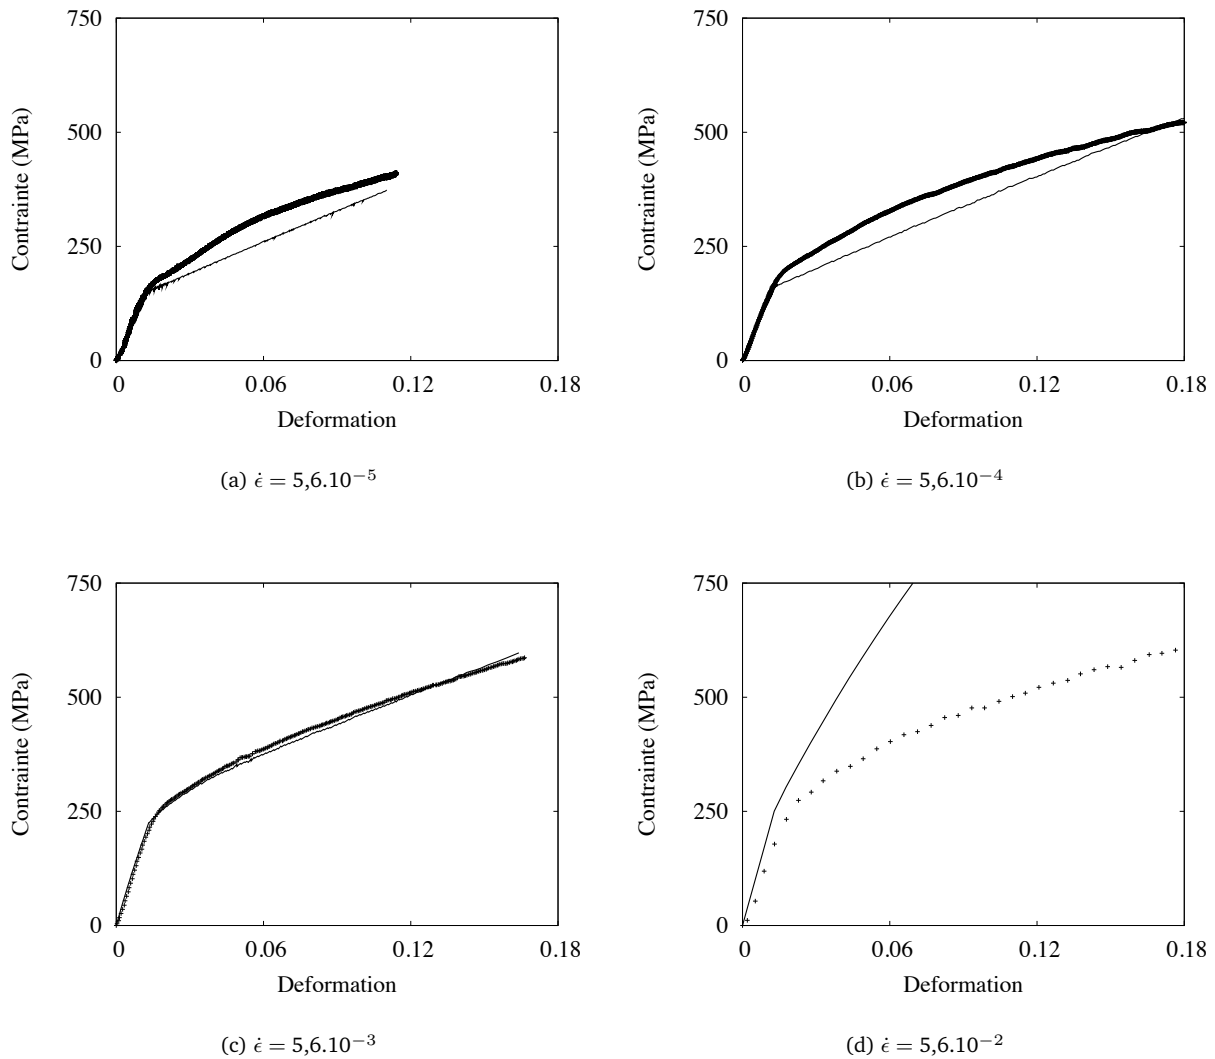 750
500
250
0
Contrainte (MPa)
0 0.06 0.12 0.18
Deformation
(a) ϵ̇ = 5,6.10⁻⁵
750
500
250
0
Contrainte (MPa)
0 0.06 0.12 0.18
Deformation
(b) ϵ̇ = 5,6.10⁻⁴
750
500
250
0
Contrainte (MPa)
0 0.06 0.12 0.18
Deformation
(c) ϵ̇ = 5,6.10⁻³
750
500
250
0
Contrainte (MPa)
0 0.06 0.12 0.18
Deformation
(d) ϵ̇ = 5,6.10⁻²